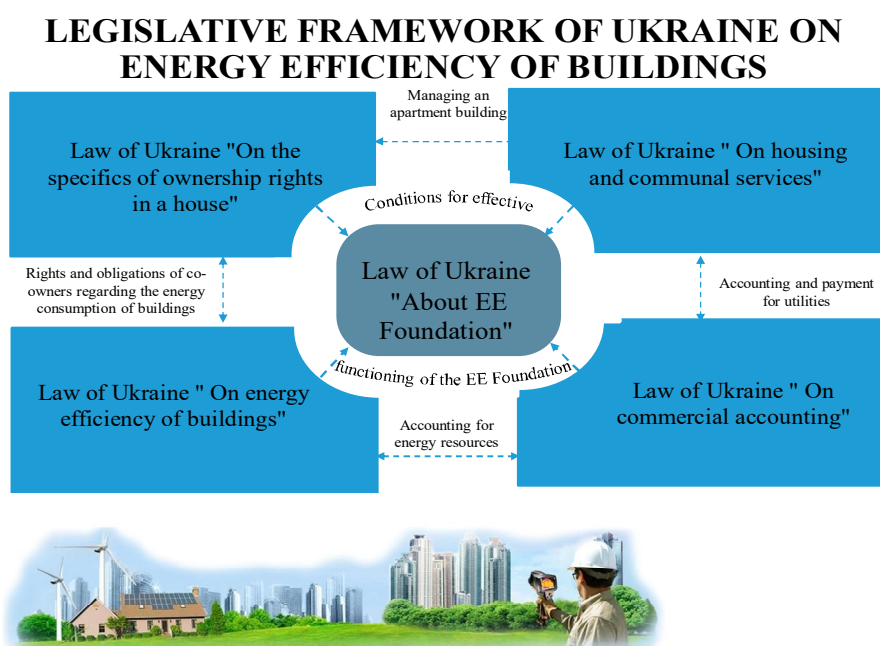 LEGISLATIVE FRAMEWORK OF UKRAINE ON
ENERGY EFFICIENCY OF BUILDINGS
Managing an
apartment building
Law of Ukraine "On the
specifics of ownership rights
in a house"
Law of Ukraine " On housing
and communal services"
Conditions for effective
Law of Ukraine
"About EE
Foundation"
Rights and obligations of co-
owners regarding the energy
consumption of buildings
Accounting and payment
for utilities
functioning of the EE Foundation
Law of Ukraine " On energy
efficiency of buildings"
Law of Ukraine " On
commercial accounting"
Accounting for
energy resources